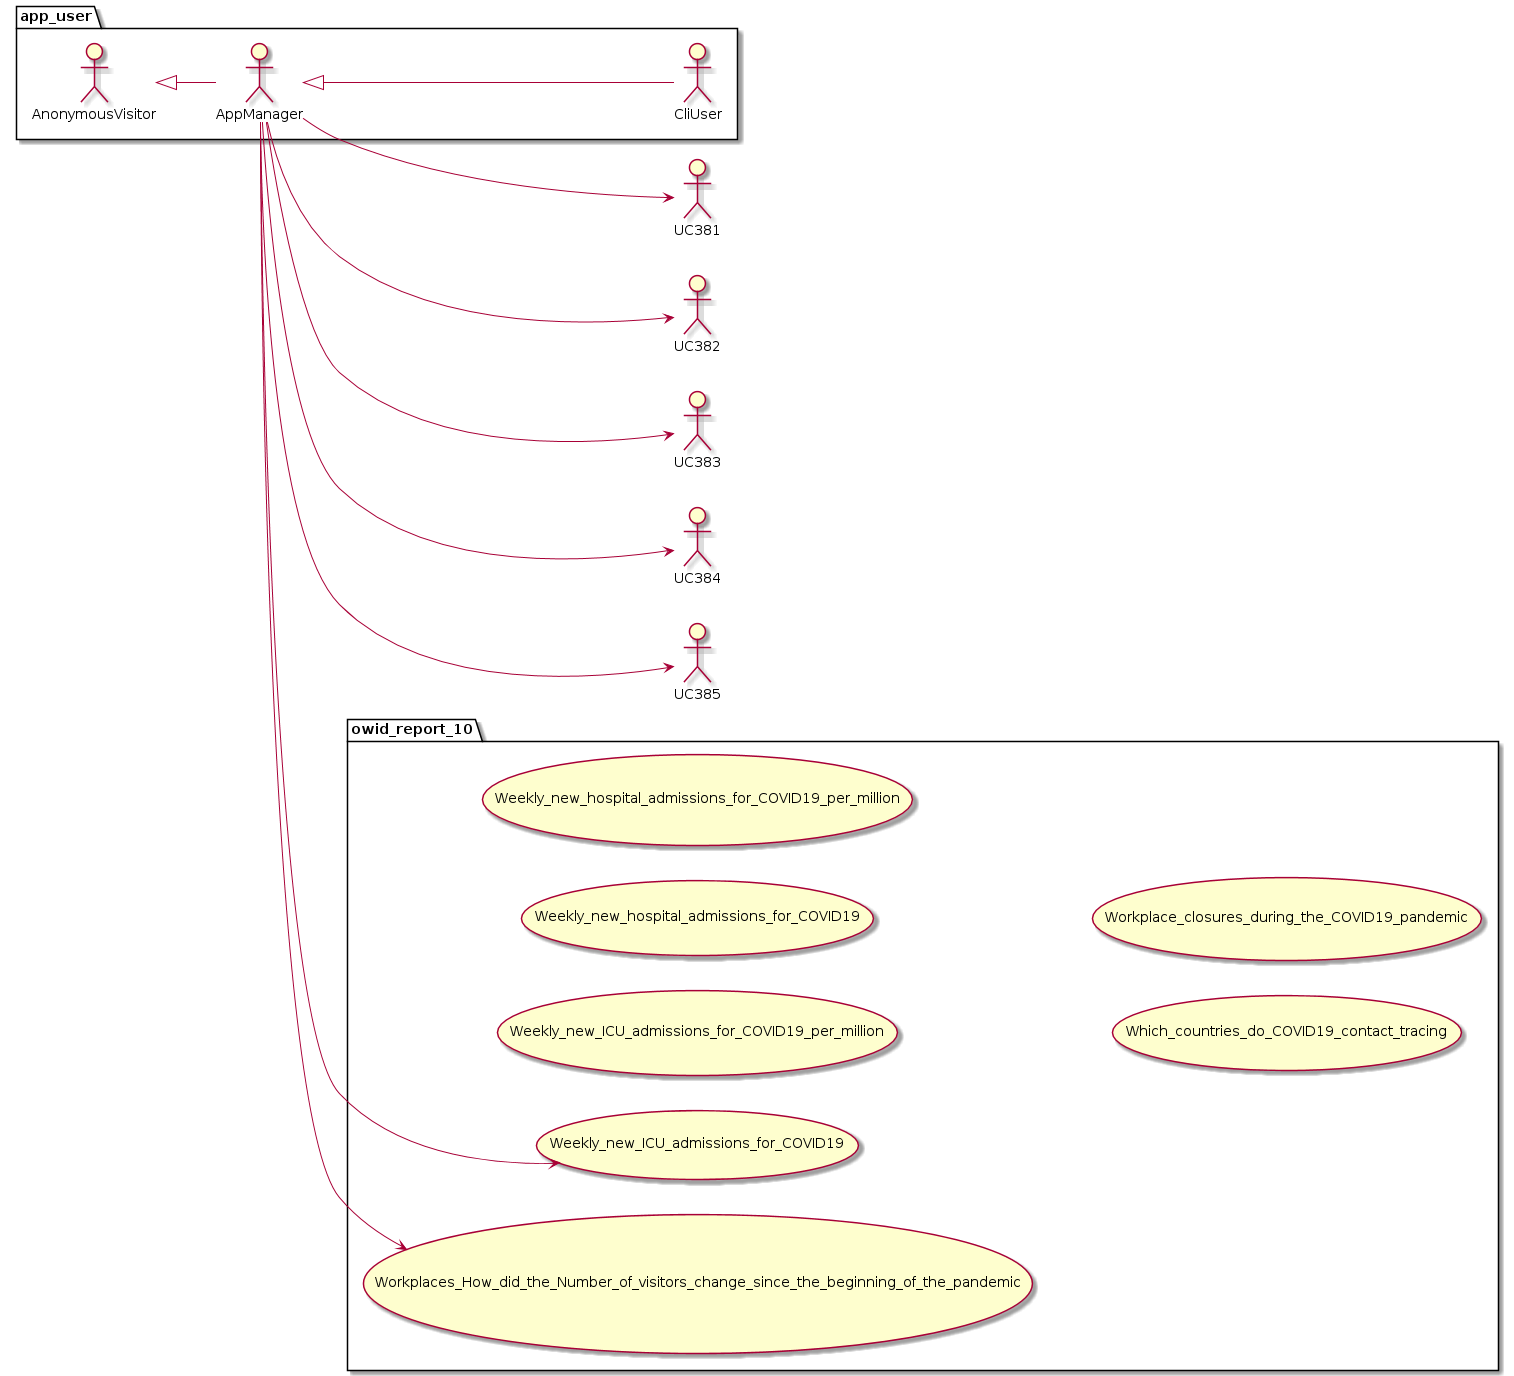 app_user
AnonymousVisitor
AppManager
CliUser
UC381
UC382
UC383
UC384
UC385
owid_report_10
Weekly_new_hospital_admissions_for_COVID19_per_million
Weekly_new_hospital_admissions_for_COVID19
Workplace_closures_during_the_COVID19_pandemic
Weekly_new_ICU_admissions_for_COVID19_per_million
Which_countries_do_COVID19_contact_tracing
Weekly_new_ICU_admissions_for_COVID19
Workplaces_How_did_the_Number_of_visitors_change_since_the_beginning_of_the_pandemic